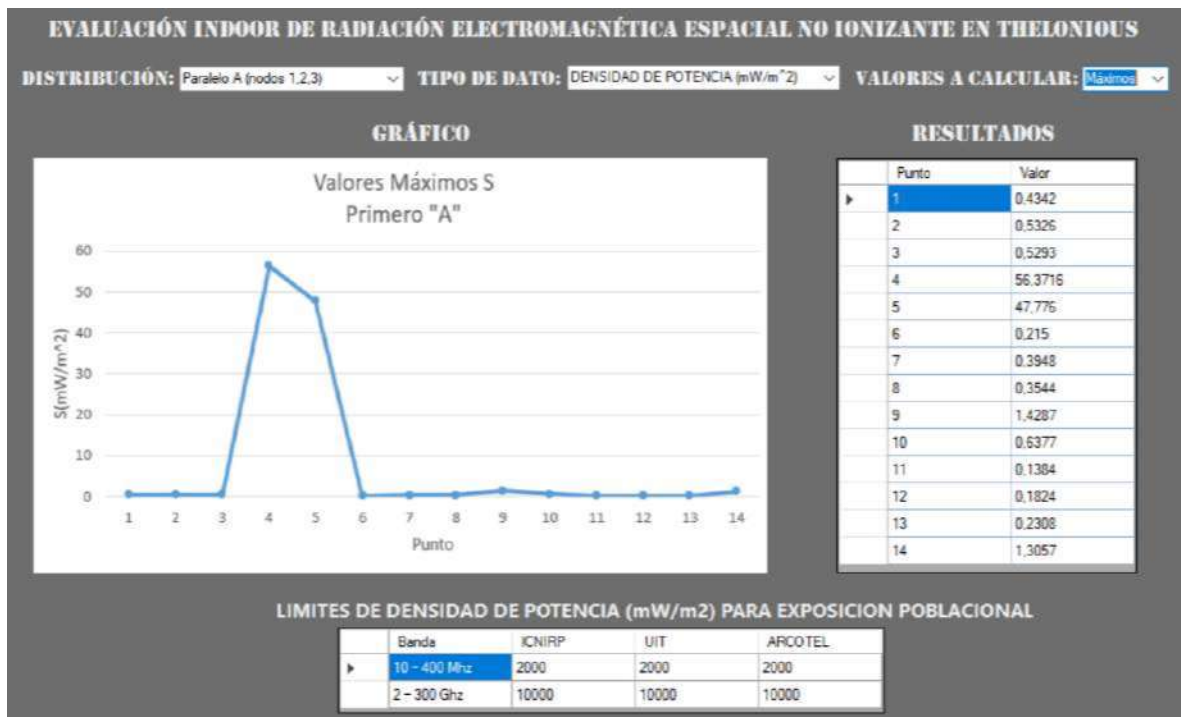 EVALUACIÓN INDOOR DE RADIACIÓN ELECTROMAGNÉTICA ESPACIAL NO IONIZANTE EN THELONIOUS
DISTRIBUCIÓN: Paralelo A (nodos 1,2,3) TIPO DE DATO: DENSIDAD DE POTENCIA (mW/m^2) VALORES A CALCULAR: Máximos
GRÁFICO
Valores Máximos S
Primero "A"
60
50
40
30
20
10
0
S(mW/m^2)
1 2 3 4 5 6 7 8 9 10 11 12 13 14
Punto
RESULTADOS
Punto Valor
1 0,4342
2 0,5326
3 0,5293
4 56,3716
5 47,776
6 0,215
7 0,3948
8 0,3544
9 1,4287
10 0,6377
11 0,1384
12 0,1824
13 0,2308
14 1,3057
LIMITES DE DENSIDAD DE POTENCIA (mW/m2) PARA EXPOSICION POBLACIONAL
Banda ICNIRP UIT ARCOTEL
10 – 400 Mhz 2000 2000 2000
2 – 300 Ghz 10000 10000 10000